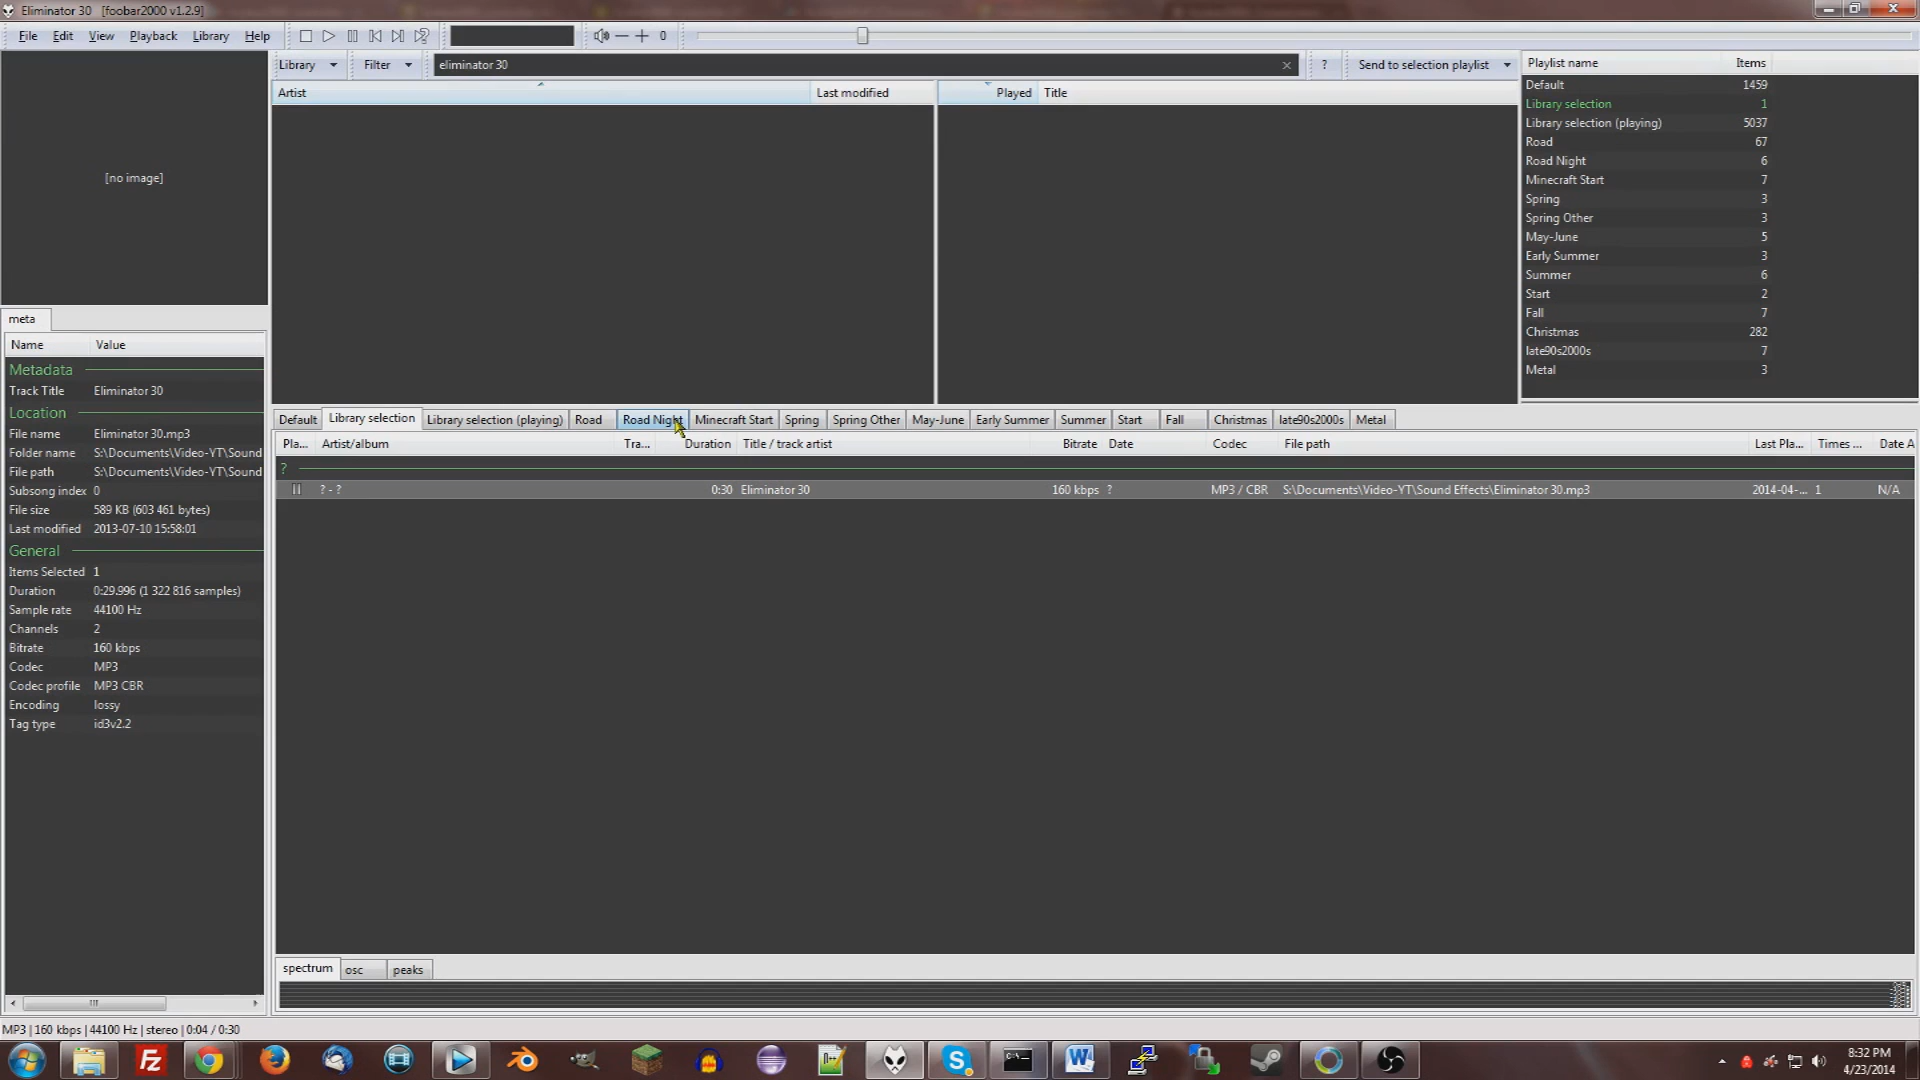 Eliminator 30 [foobar2000 v1.2.9]
File Edit View Playback Library Help 0
Library Filter eliminator 30 ? Send to selection playlist
Artist Last modified Played Title
Playlist name Items
Default 1459
Library selection 1
Library selection (playing) 5037
Road 67
Road Night 6
Minecraft Start 7
Spring 3
Spring Other 3
May-June 5
Early Summer 3
Summer 6
Start 2
Fall 7
Christmas 282
late90s2000s 7
Metal 3
[no image]
meta
Name Value
Metadata
Track Title Eliminator 30
Location
File name Eliminator 30.mp3
Folder name S:\Documents\Video-YT\Sound
File path S:\Documents\Video-YT\Sound
Subsong index 0
File size 589 KB (603 461 bytes)
Last modified 2013-07-10 15:58:01
General
Items Selected 1
Duration 0:29.996 (1 322 816 samples)
Sample rate 44100 Hz
Channels 2
Bitrate 160 kbps
Codec MP3
Codec profile MP3 CBR
Encoding lossy
Tag type id3v2.2
Default Library selection Library selection (playing) Road Road Night Minecraft Start Spring Spring Other May-June Early Summer Summer Start Fall Christmas late90s2000s Metal
Pla... Artist/album Tra... Duration Title / track artist Bitrate Date Codec File path Last Pla... Times ... Date A
?
? - ? 0:30 Eliminator 30 160 kbps ? MP3 / CBR S:\Documents\Video-YT\Sound Effects\Eliminator 30.mp3 2014-04-... 1 N/A
spectrum osc peaks
MP3 | 160 kbps | 44100 Hz | stereo | 0:04 / 0:30
8:32 PM
4/23/2014